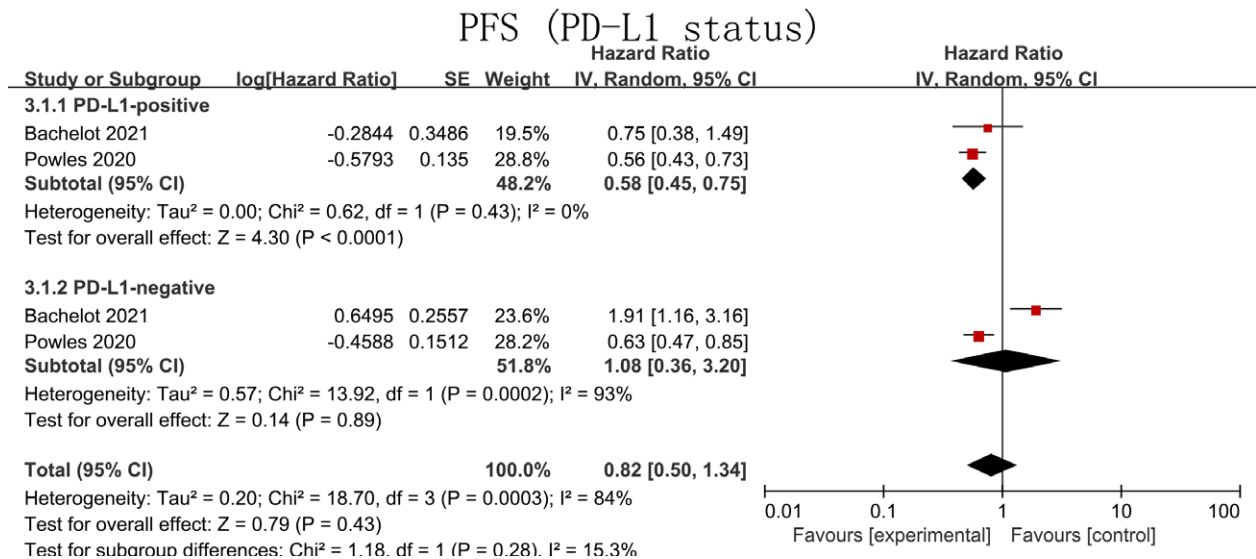 PFS (PD-L1 status)
Hazard Ratio Hazard Ratio
Study or Subgroup log[Hazard Ratio] SE Weight IV, Random, 95% CI IV, Random, 95% CI
3.1.1 PD-L1-positive
Bachelot 2021 -0.2844 0.3486 19.5% 0.75 [0.38, 1.49]
Powles 2020 -0.5793 0.135 28.8% 0.56 [0.43, 0.73]
Subtotal (95% CI) 48.2% 0.58 [0.45, 0.75]
Heterogeneity: Tau² = 0.00; Chi² = 0.62, df = 1 (P = 0.43); I² = 0%
Test for overall effect: Z = 4.30 (P < 0.0001)
3.1.2 PD-L1-negative
Bachelot 2021 0.6495 0.2557 23.6% 1.91 [1.16, 3.16]
Powles 2020 -0.4588 0.1512 28.2% 0.63 [0.47, 0.85]
Subtotal (95% CI) 51.8% 1.08 [0.36, 3.20]
Heterogeneity: Tau² = 0.57; Chi² = 13.92, df = 1 (P = 0.0002); I² = 93%
Test for overall effect: Z = 0.14 (P = 0.89)
Total (95% CI) 100.0% 0.82 [0.50, 1.34]
Heterogeneity: Tau² = 0.20; Chi² = 18.70, df = 3 (P = 0.0003); I² = 84%
Test for overall effect: Z = 0.79 (P = 0.43)
Test for subgroup differences: Chi² = 1.18, df = 1 (P = 0.28), I² = 15.3%
0.01 0.1 1 10 100
Favours [experimental] Favours [control]